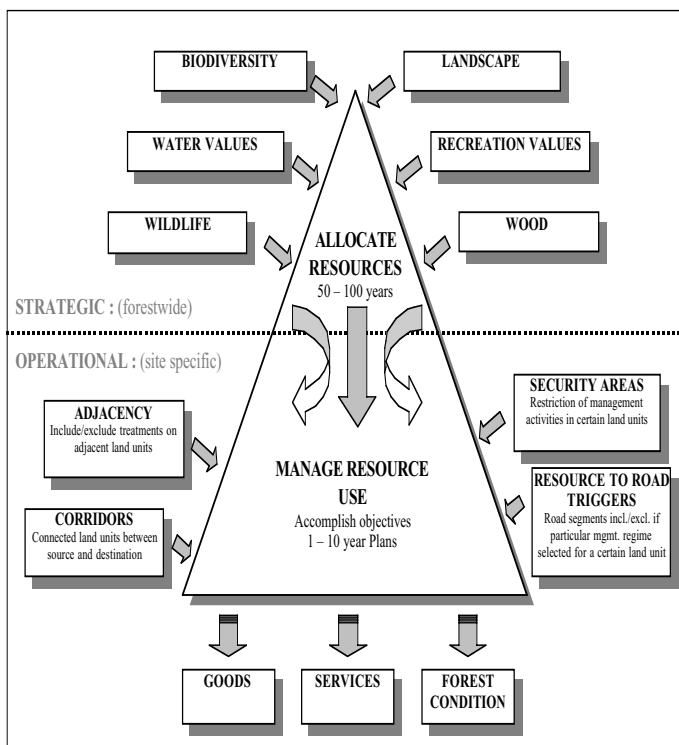 BIODIVERSITY
LANDSCAPE
WATER VALUES
RECREATION VALUES
WILDLIFE
WOOD
ALLOCATE
RESOURCES
50 – 100 years
STRATEGIC : (forestwide)
OPERATIONAL : (site specific)
ADJACENCY
Include/exclude treatments on
adjacent land units
SECURITY AREAS
Restriction of management
activities in certain land units
MANAGE RESOURCE
USE
Accomplish objectives
1 – 10 year Plans
CORRIDORS
Connected land units between
source and destination
RESOURCE TO ROAD
TRIGGERS
Road segments incl./excl. if
particular mgmt. regime
selected for a certain land unit
GOODS
SERVICES
FOREST
CONDITION